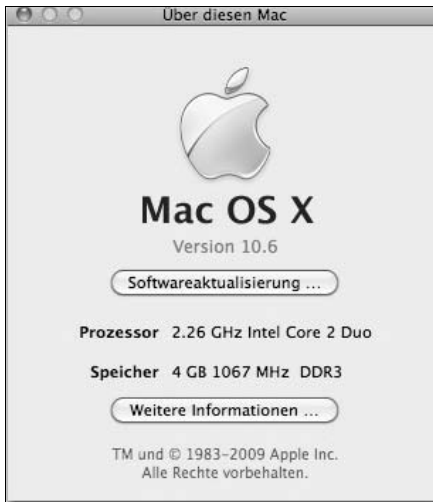 Über diesen Mac
Mac OS X
Version 10.6
Softwareaktualisierung ...
Prozessor 2.26 GHz Intel Core 2 Duo
Speicher 4 GB 1067 MHz DDR3
Weitere Informationen ...
TM und © 1983–2009 Apple Inc.
Alle Rechte vorbehalten.